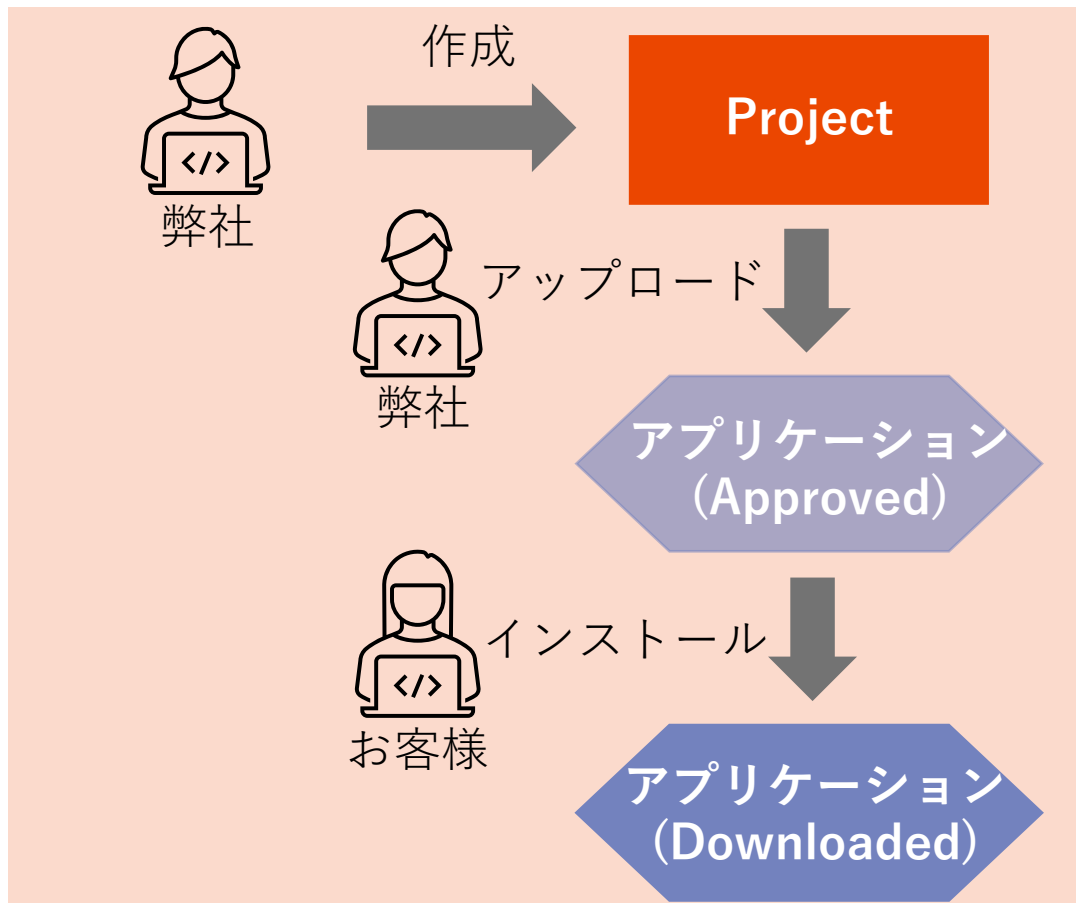 作成
Project
</>
弊社
アップロード
</>
弊社
アプリケーション
(Approved)
インストール
</>
お客様
アプリケーション
(Downloaded)